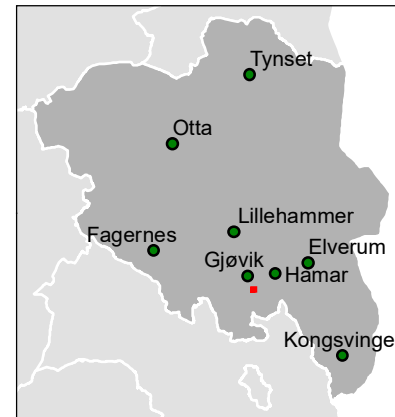 Tynset
Otta
Lillehammer
Fagernes
Elverum
Gjøvik
Hamar
Kongsvinge